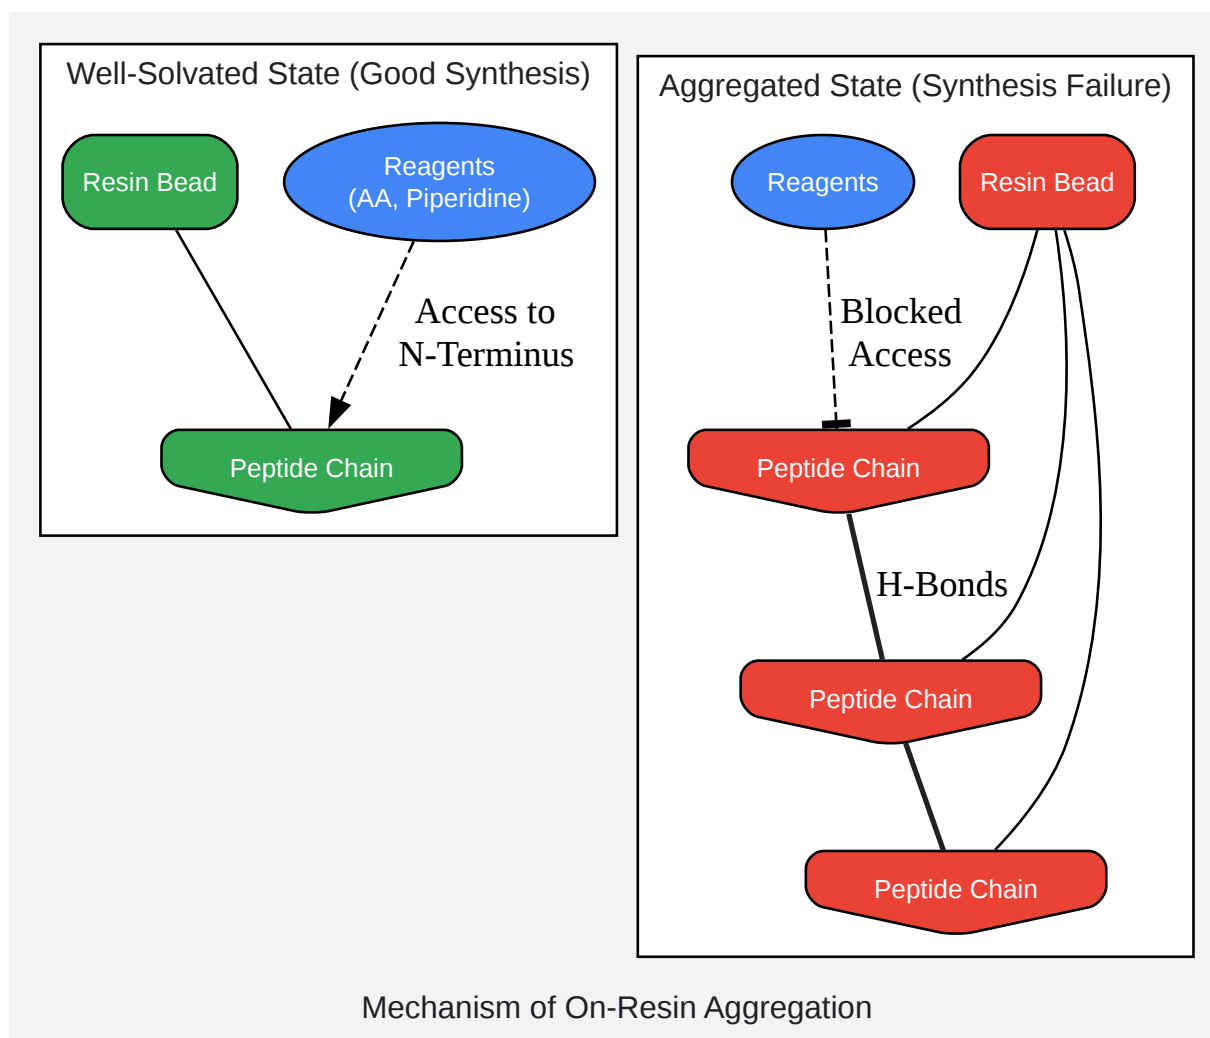 Well-Solvated State (Good Synthesis)
Resin Bead
Reagents
(AA, Piperidine)
Access to
N-Terminus
Peptide Chain
Aggregated State (Synthesis Failure)
Reagents
Resin Bead
Blocked
Access
Peptide Chain
H-Bonds
Peptide Chain
Peptide Chain
Mechanism of On-Resin Aggregation